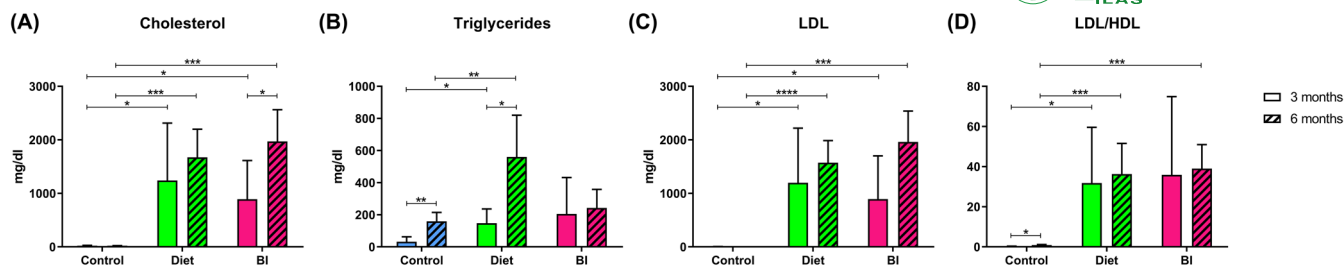 (A)
Cholesterol
***
*
***
*
*
mg/dl
3000
2000
1000
0
Control Diet BI
(B)
Triglycerides
**
*
*
**
mg/dl
1000
800
600
400
200
0
Control Diet BI
(C)
LDL
***
*
****
*
mg/dl
3000
2000
1000
0
Control Diet BI
(D)
LDL/HDL
***
***
*
*
80
60
40
20
0
Control Diet BI
3 months
6 months